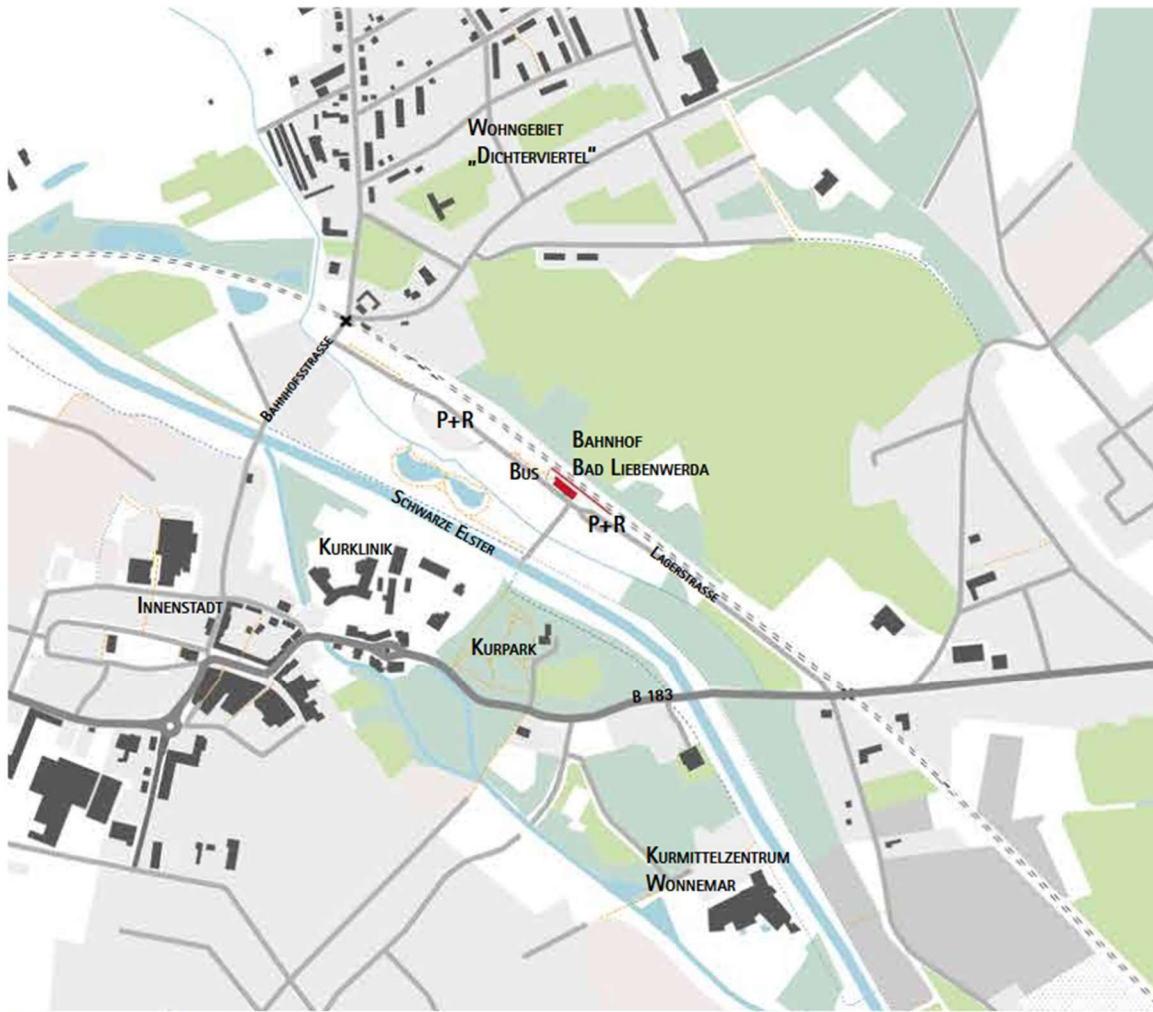 Wohngebiet
„Dichterviertel“
Bahnhofsstrasse
P+R
Bahnhof
Bad Liebenwerda
Bus
P+R
Schwarze Elster
Lagerstrasse
Kurklinik
Innenstadt
Kurpark
B 183
Kurmittelzentrum
Wonnemar